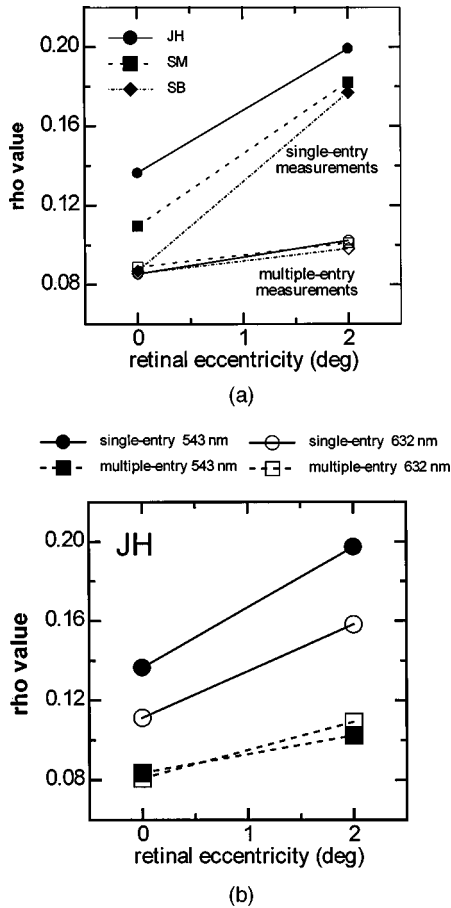 JH
SM
SB
0.20
0.16
0.12
0.08
rho value
single-entry
measurements
multiple-entry
measurements
0 1 2
retinal eccentricity (deg)
(a)
single-entry 543 nm single-entry 632 nm
multiple-entry 543 nm multiple-entry 632 nm
JH
0.20
0.16
0.12
0.08
rho value
0 1 2
retinal eccentricity (deg)
(b)